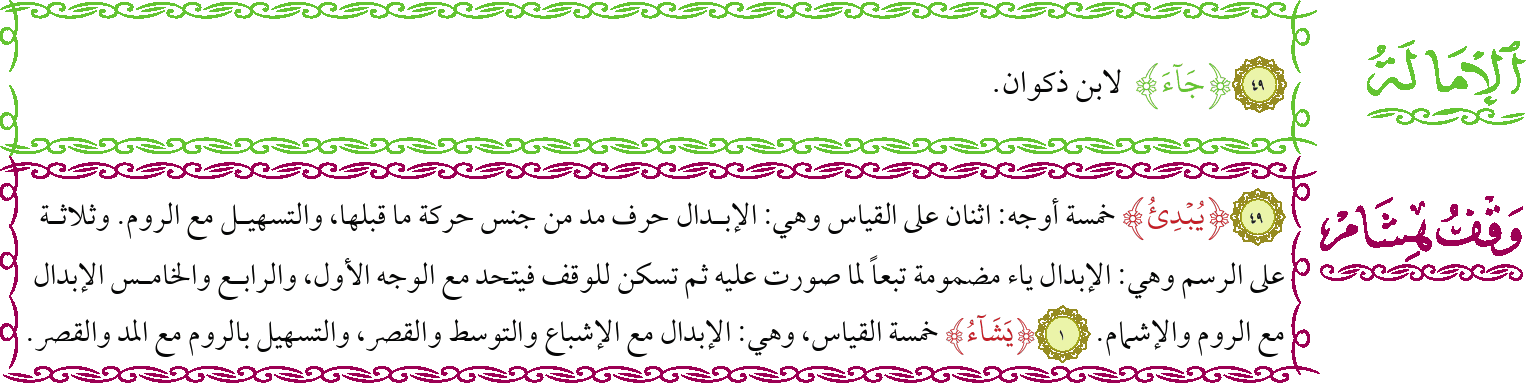 ٱلْإِمَالَةُ
٤٩ ﴿جَآءَ﴾ لابن ذكوان.
وَقْفُ هِشَامْ
٤٩ ﴿يُبْدِئُ﴾ خمسة أوجه: اثنان على القياس وهي: الإبدال حرف مد من جنس حركة ما قبلها، والتسهيل مع الروم. وثلاثة
على الرسم وهي: الإبدال ياء مضمومة تبعاً لما صورت عليه ثم تسكن للوقف فيتحد مع الوجه الأول، والرابع والخامس الإبدال
مع الروم والإشمام. ١ ﴿يَشَآءُ﴾ خمسة القياس، وهي: الإبدال مع الإشباع والتوسط والقصر، والتسهيل بالروم مع المد والقصر.